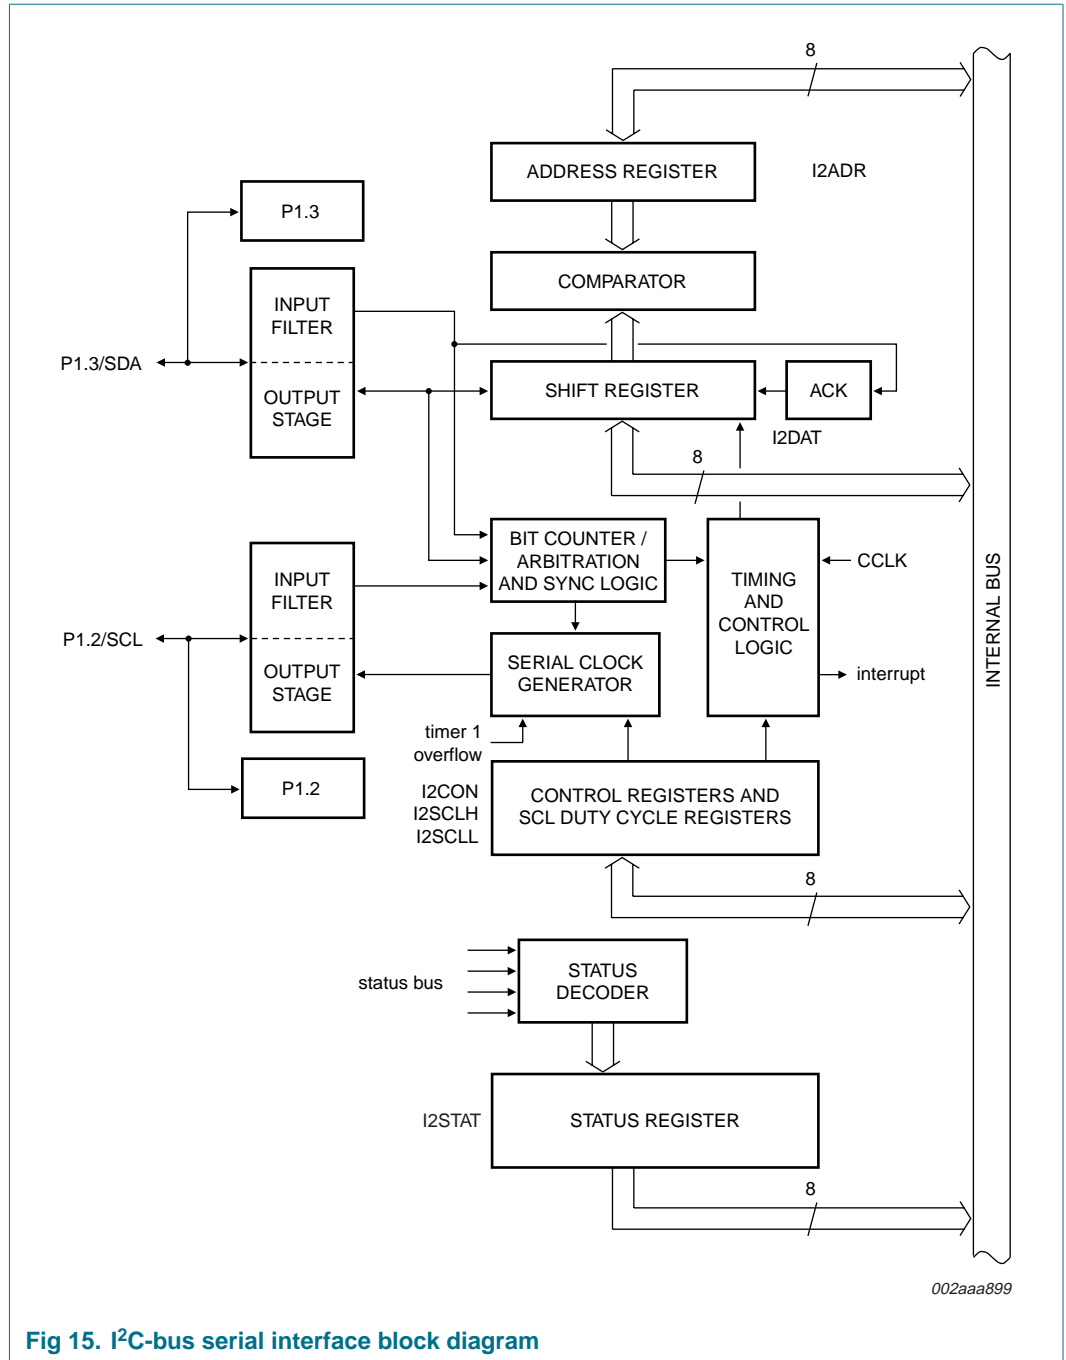 8
ADDRESS REGISTER
I2ADR
P1.3
COMPARATOR
INPUT
FILTER
P1.3/SDA
OUTPUT
STAGE
SHIFT REGISTER
ACK
I2DAT
8
BIT COUNTER /
ARBITRATION
AND SYNC LOGIC
INPUT
FILTER
TIMING
AND
CONTROL
LOGIC
CCLK
INTERNAL BUS
P1.2/SCL
OUTPUT
STAGE
SERIAL CLOCK
GENERATOR
interrupt
timer 1
overflow
P1.2
I2CON
I2SCLH
I2SCLL
CONTROL REGISTERS AND
SCL DUTY CYCLE REGISTERS
8
status bus
STATUS
DECODER
I2STAT
STATUS REGISTER
8
002aaa899
Fig 15. I²C-bus serial interface block diagram